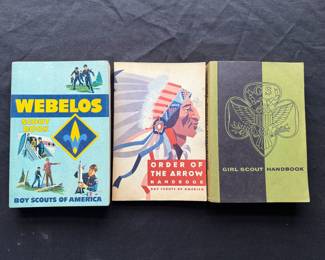 WEBELOS
SCOUT BOOK
BOY SCOUTS OF AMERICA
ORDER OF
THE ARROW
HANDBOOK
BOY SCOUTS OF AMERICA
GIRL SCOUT HANDBOOK